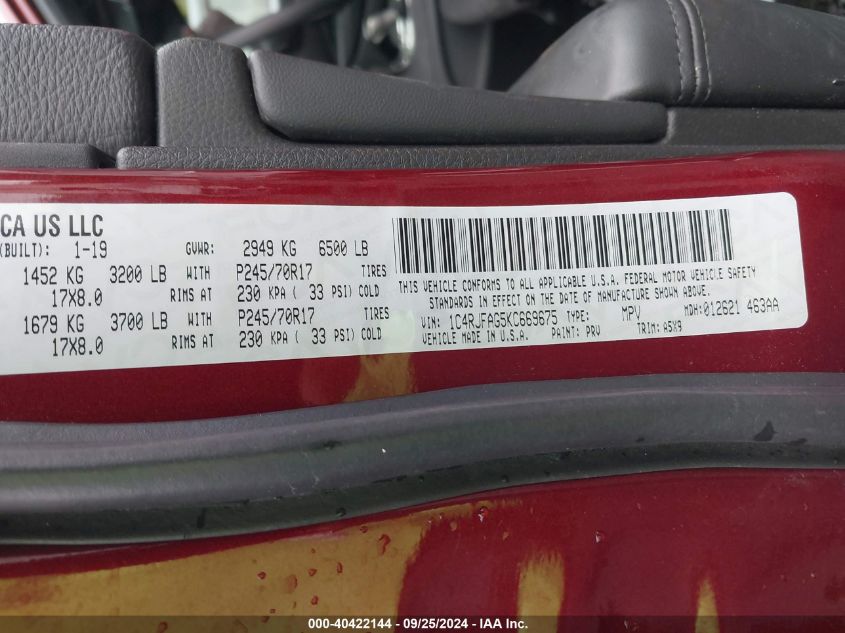 CA US LLC
(BUILT): 1-19 GVWR: 2949 KG 6500 LB
1452 KG 3200 LB WITH P245/70R17 TIRES
17X8.0 RIMS AT 230 KPA ( 33 PSI) COLD
1679 KG 3700 LB WITH P245/70R17 TIRES
17X8.0 RIMS AT 230 KPA ( 33 PSI) COLD
THIS VEHICLE CONFORMS TO ALL APPLICABLE U.S.A. FEDERAL MOTOR VEHICLE SAFETY
STANDARDS IN EFFECT ON THE DATE OF MANUFACTURE SHOWN ABOVE.
VIN: 1C4RJFAG5KC669675 TYPE: MPV MDH:012621 463AA
VEHICLE MADE IN U.S.A. PAINT: PRV TRIM: A5X9
000-40422144 - 09/25/2024 - IAA Inc.